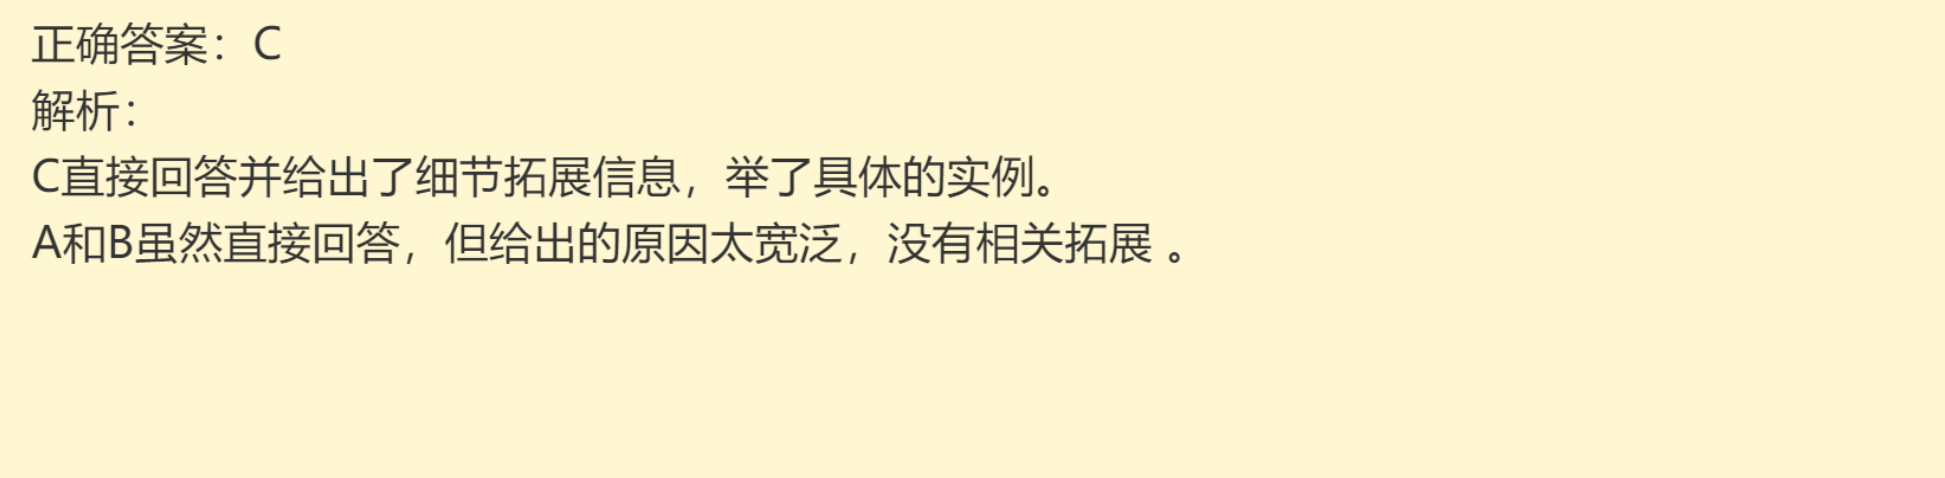 正确答案：C
解析：
C直接回答并给出了细节拓展信息，举了具体的实例。
A和B虽然直接回答，但给出的原因太宽泛，没有相关拓展 。